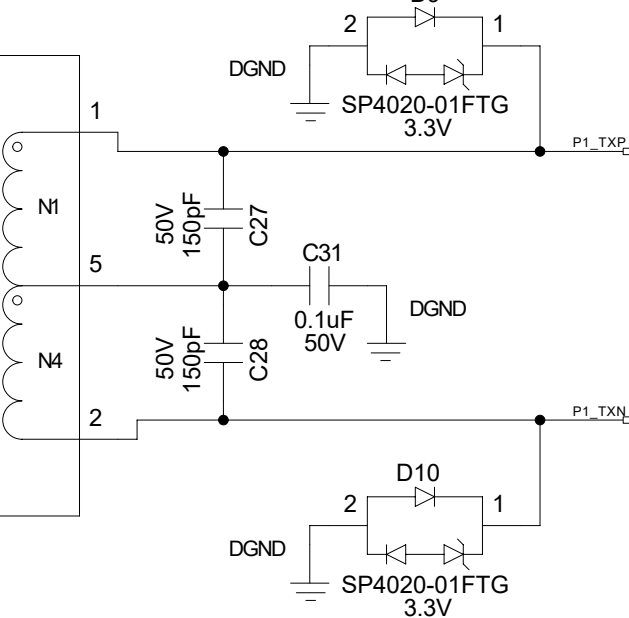 2
1
DGND
SP4020-01FTG
3.3V
1
P1_TXP
N1
50V
150pF
C27
5
C31
0.1uF
50V
DGND
N4
50V
150pF
C28
2
P1_TXN
D10
2
1
DGND
SP4020-01FTG
3.3V